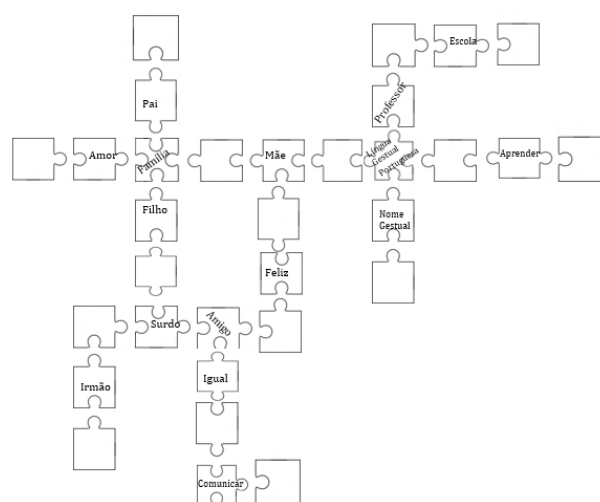 Escola
Pai
Professor
Amor
Família
Mãe
Língua
Gestual
Portuguesa
Aprender
Filho
Nome
Gestual
Feliz
Surdo
Amigo
Igual
Irmão
Comunicar